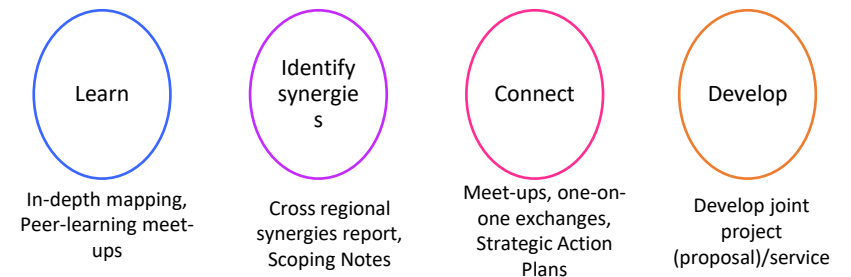 Learn
In-depth mapping,
Peer-learning meet-
ups
Identify
synergie
s
Cross regional
synergies report,
Scoping Notes
Connect
Meet-ups, one-on-
one exchanges,
Strategic Action
Plans
Develop
Develop joint
project
(proposal)/service